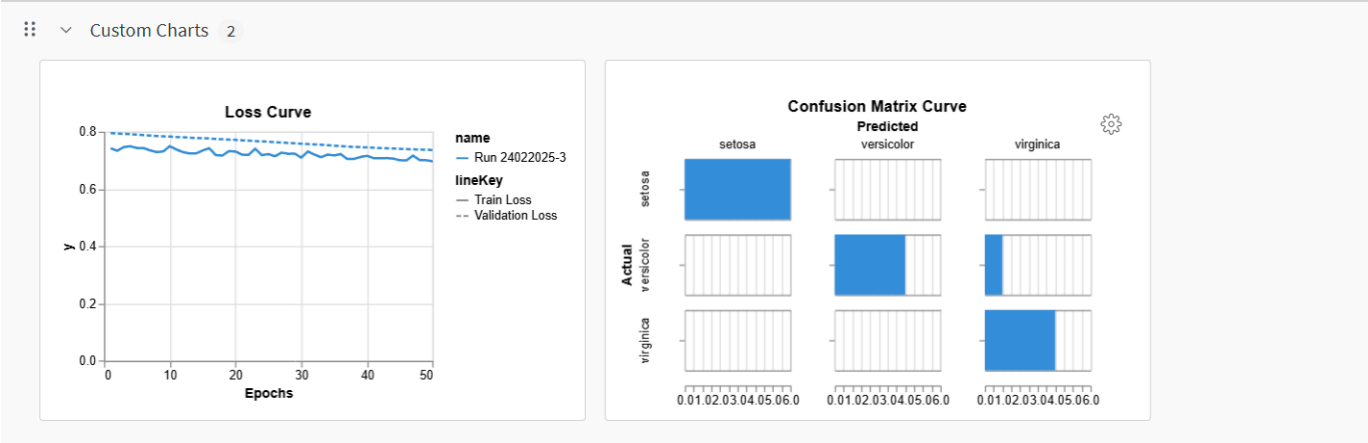 Custom Charts 2
Loss Curve
0.8
0.6
0.4
0.2
0.0
y
0 10 20 30 40 50
Epochs
name
Run 24022025-3
lineKey
Train Loss
Validation Loss
Confusion Matrix Curve
Predicted
setosa versicolor virginica
Actual
setosa
versicolor
virginica
0.01.02.03.04.05.06.0 0.01.02.03.04.05.06.0 0.01.02.03.04.05.06.0